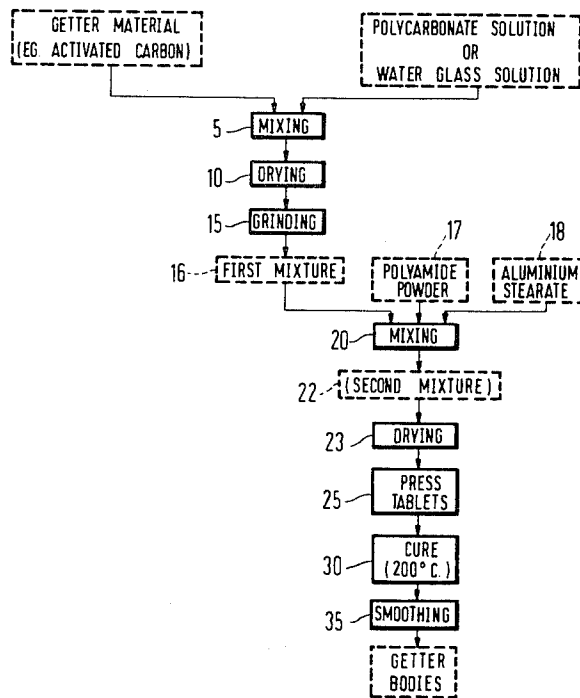 GETTER MATERIAL
(EG. ACTIVATED CARBON)
POLYCARBONATE SOLUTION
OR
WATER GLASS SOLUTION
5
MIXING
10
DRYING
15
GRINDING
16
FIRST MIXTURE
17
POLYAMIDE
POWDER
18
ALUMINIUM
STEARATE
20
MIXING
22
(SECOND MIXTURE)
23
DRYING
25
PRESS
TABLETS
30
CURE
(200°C.)
35
SMOOTHING
GETTER
BODIES